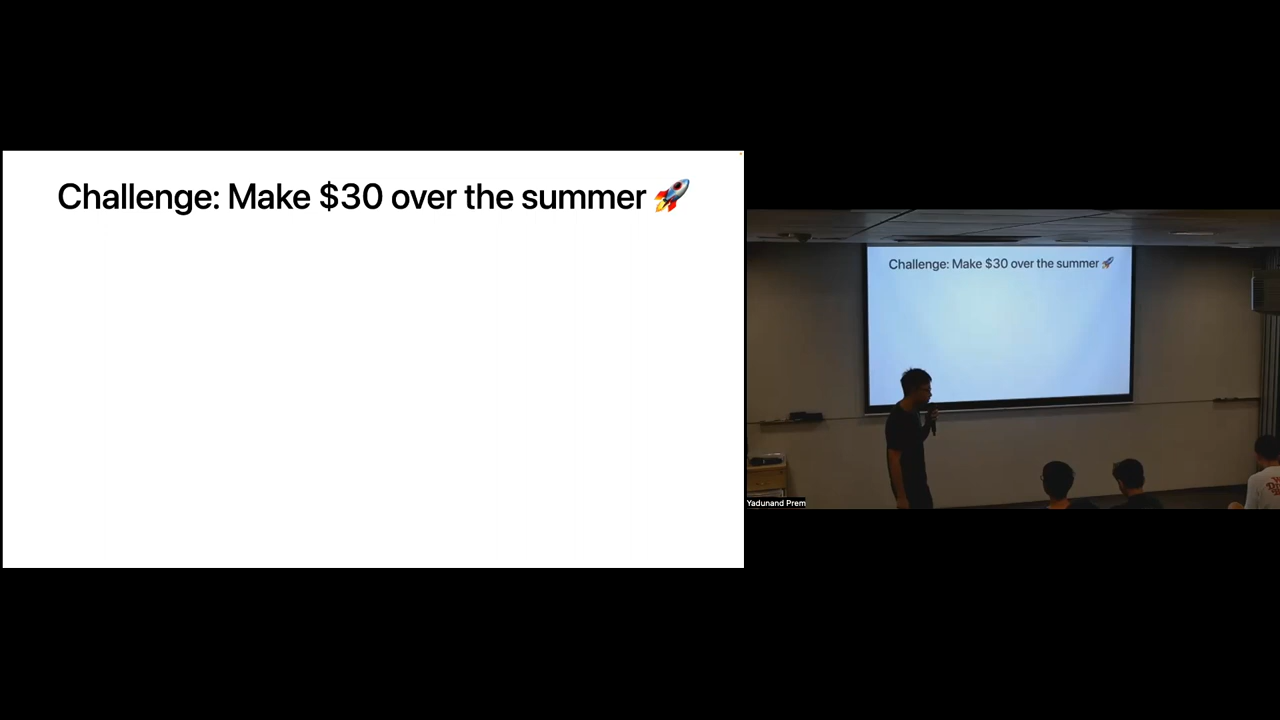 Challenge: Make $30 over the summer 🚀
Challenge: Make $30 over the summer 🚀
Yadunand Prem